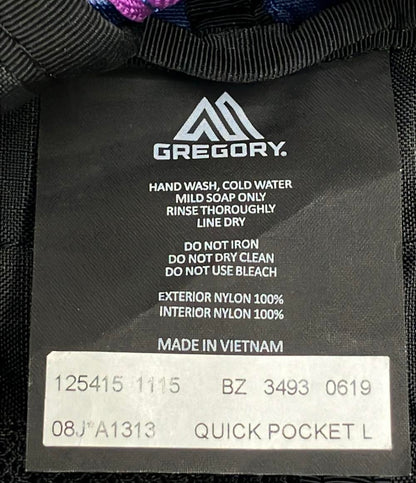 GREGORY.
HAND WASH, COLD WATER
MILD SOAP ONLY
RINSE THOROUGHLY
LINE DRY
DO NOT IRON
DO NOT DRY CLEAN
DO NOT USE BLEACH
EXTERIOR NYLON 100%
INTERIOR NYLON 100%
MADE IN VIETNAM
125415 1115 BZ 3493 0619
08J*A1313 QUICK POCKET L